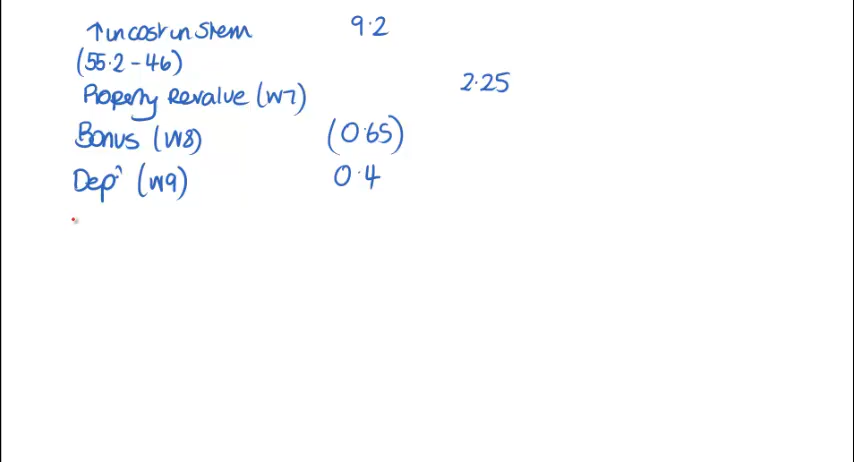 ↑ in cost in Stem 9.2
(55.2 - 46)
Property Revalue (W7) 2.25
Bonus (W8) (0.65)
Dep^n (W9) 0.4